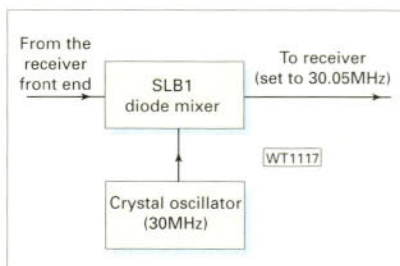 From the
receiver
front end
SLB1
diode mixer
To receiver
(set to 30.05MHz)
WT1117
Crystal oscillator
(30MHz)